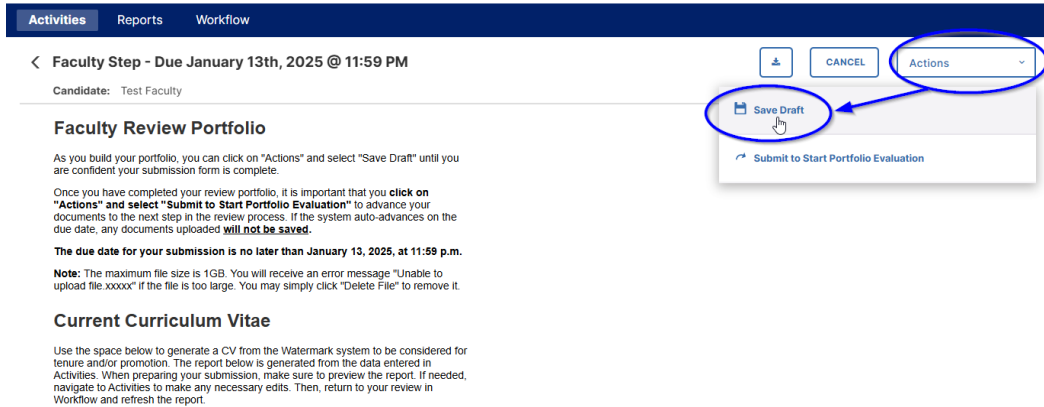 Activities Reports Workflow
Faculty Step - Due January 13th, 2025 @ 11:59 PM
CANCEL
Actions
Candidate: Test Faculty
Save Draft
Submit to Start Portfolio Evaluation
Faculty Review Portfolio
As you build your portfolio, you can click on "Actions" and select "Save Draft" until you
are confident your submission form is complete.
Once you have completed your review portfolio, it is important that you click on
"Actions" and select "Submit to Start Portfolio Evaluation" to advance your
documents to the next step in the review process. If the system auto-advances on the
due date, any documents uploaded will not be saved.
The due date for your submission is no later than January 13, 2025, at 11:59 p.m.
Note: The maximum file size is 1GB. You will receive an error message "Unable to
upload file.xxxxx" if the file is too large. You may simply click "Delete File" to remove it.
Current Curriculum Vitae
Use the space below to generate a CV from the Watermark system to be considered for
tenure and/or promotion. The report below is generated from the data entered in
Activities. When preparing your submission, make sure to preview the report. If needed,
navigate to Activities to make any necessary edits. Then, return to your review in
Workflow and refresh the report.